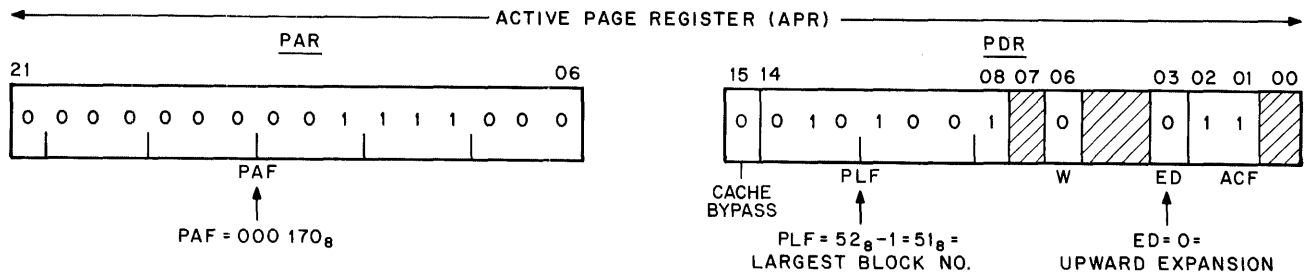 ACTIVE PAGE REGISTER (APR)
PAR
PDR
21 06
15 14 08 07 06 03 02 01 00
0 0 0 0 0 0 0 0 0 1 1 1 1 0 0 0
0 0 1 0 1 0 0 1 0 0 1 1
PAF
CACHE
BYPASS
PLF
W
ED
ACF
PAF = 000 170₈
PLF = 52₈ – 1 = 51₈ =
LARGEST BLOCK NO.
ED = 0 =
UPWARD EXPANSION